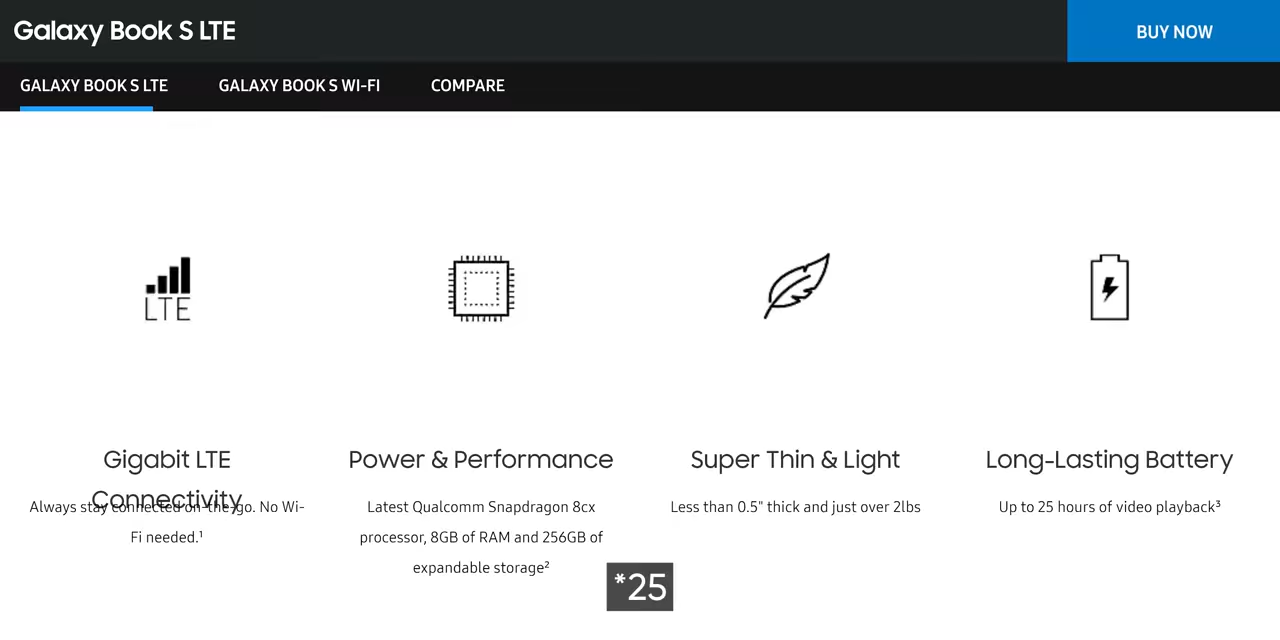 Galaxy Book S LTE
BUY NOW
GALAXY BOOK S LTE
GALAXY BOOK S WI-FI
COMPARE
LTE
Gigabit LTE
Connectivity
Always stay connected on-the-go. No Wi-
Fi needed.¹
Power & Performance
Latest Qualcomm Snapdragon 8cx
processor, 8GB of RAM and 256GB of
expandable storage²
Super Thin & Light
Less than 0.5" thick and just over 2lbs
Long-Lasting Battery
Up to 25 hours of video playback³
*25